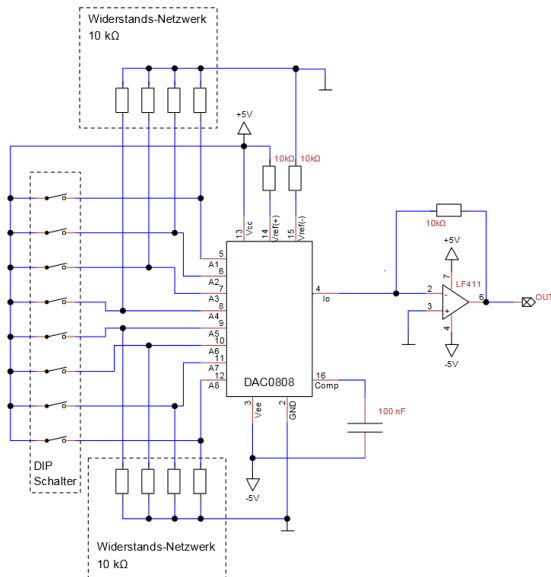 Widerstands-Netzwerk
10 kΩ
+5V
10kΩ 10kΩ
13 14 15
Vcc Vref(+) Vref(-)
10kΩ
+5V
5
A1
6
A2
7
A3
8
A4
9
A5
10
A6
11
A7
12
A8
4
Io
7
LF411
2 -
3 +
6
OUT
4
-5V
DAC0808
16
Comp
3 2
Vee GND
100 nF
-5V
DIP
Schalter
Widerstands-Netzwerk
10 kΩ